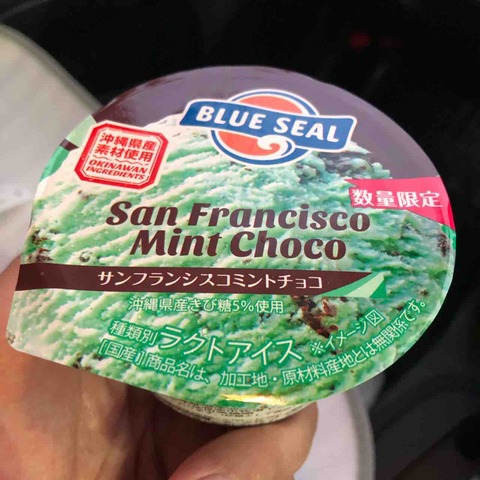 BLUE SEAL
沖縄県産
素材使用
OKINAWAN
INGREDIENTS
数量限定
San Francisco
Mint Choco
サンフランシスコミントチョコ
沖縄県産きび糖5%使用
種類別 ラクトアイス ※イメージ図
「国産」商品名は、加工地・原材料産地とは無関係です。